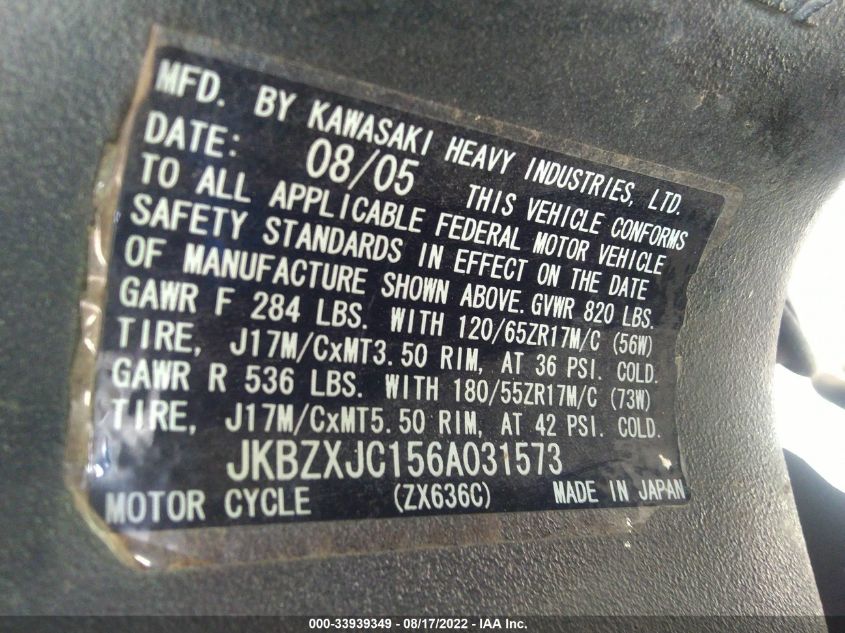 MFD. BY KAWASAKI HEAVY INDUSTRIES, LTD.
DATE: 08/05 THIS VEHICLE CONFORMS
TO ALL APPLICABLE FEDERAL MOTOR VEHICLE
SAFETY STANDARDS IN EFFECT ON THE DATE
OF MANUFACTURE SHOWN ABOVE. GVWR 820 LBS.
GAWR F 284 LBS. WITH 120/65ZR17M/C (56W)
TIRE, J17M/CxMT3.50 RIM, AT 36 PSI. COLD.
GAWR R 536 LBS. WITH 180/55ZR17M/C (73W)
TIRE, J17M/CxMT5.50 RIM, AT 42 PSI. COLD.
JKBZXJC156A031573
MOTOR CYCLE (ZX636C) MADE IN JAPAN
000-33939349 - 08/17/2022 - IAAI Inc.